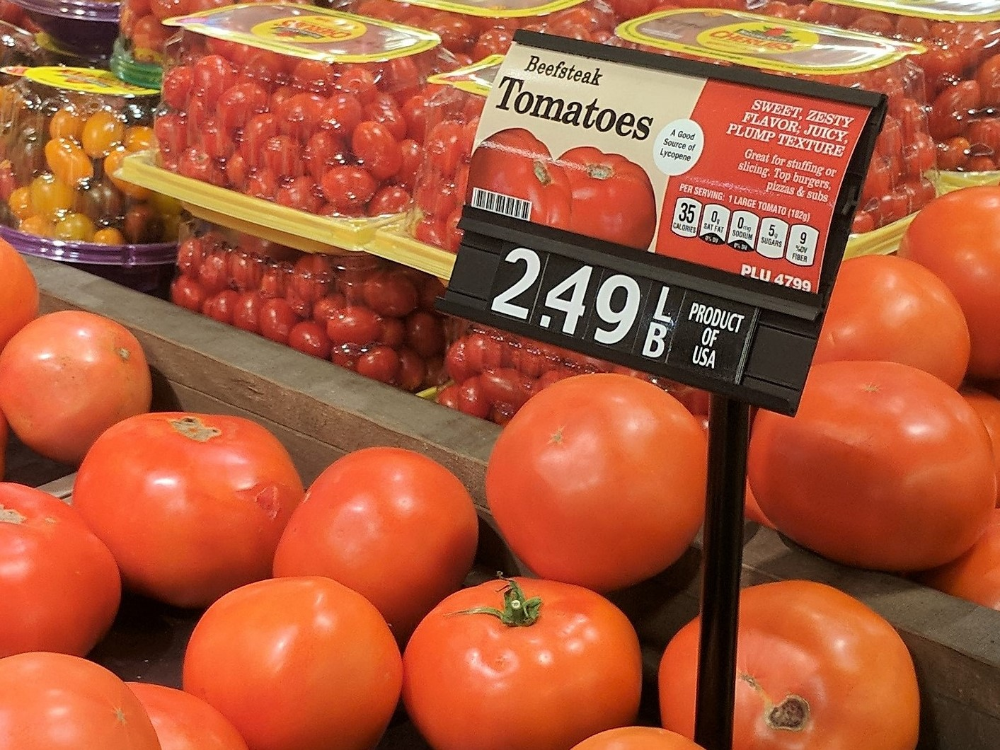 Beefsteak
Tomatoes
A Good
Source of
Lycopene
SWEET, ZESTY
FLAVOR; JUICY,
PLUMP TEXTURE
Great for stuffing or
slicing. Top burgers,
pizzas & subs
PER SERVING: 1 LARGE TOMATO (182g)
35 CALORIES
0g SAT FAT 0% DV
0mg SODIUM 0% DV
5g SUGARS
9 %DV FIBER
PLU 4799
2.49 LB
PRODUCT
OF
USA
CHERUBS
CHERUBS